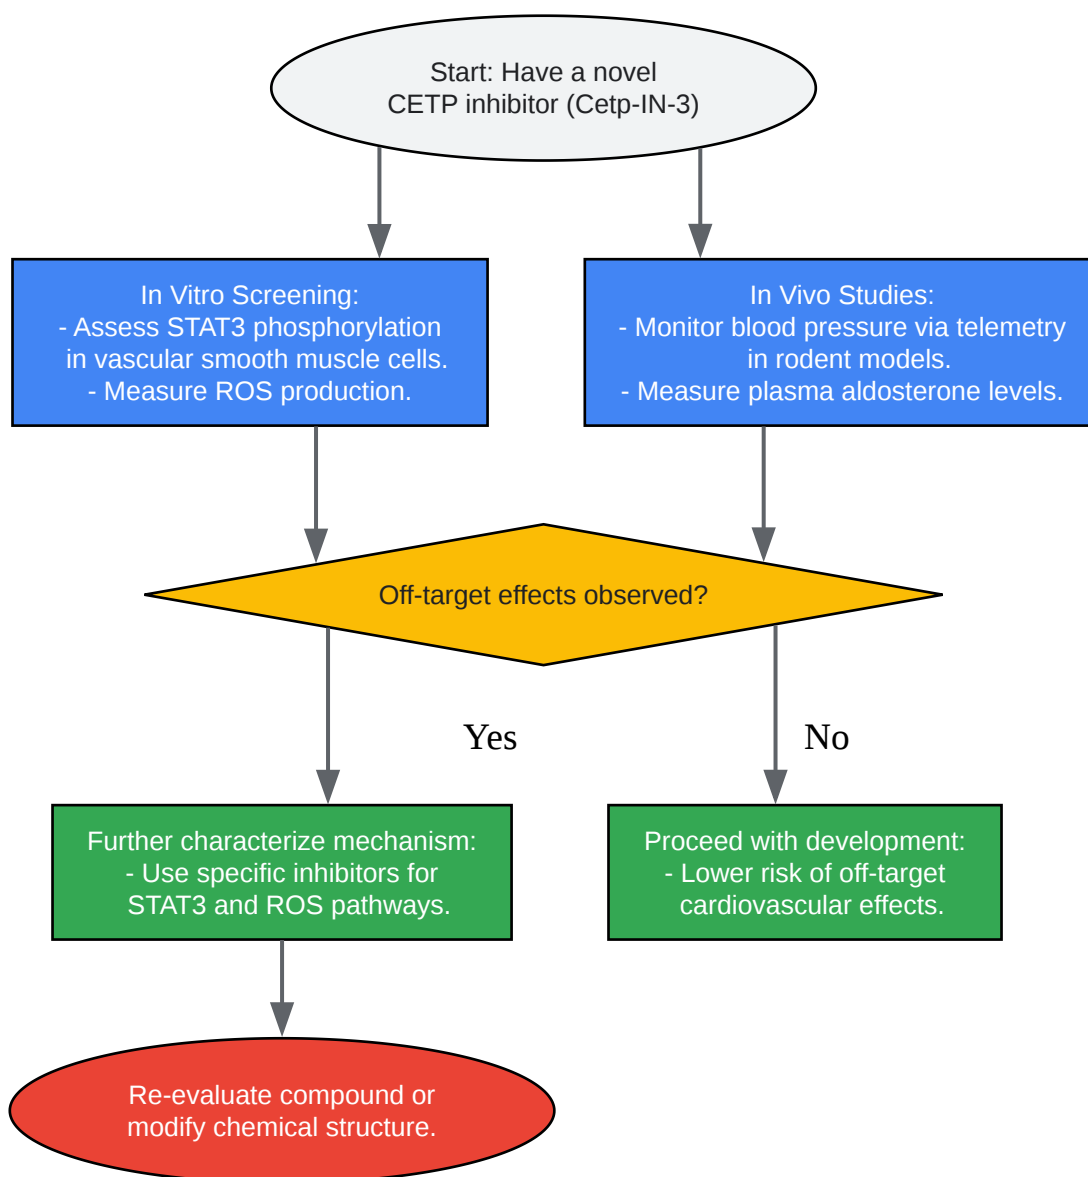 Start: Have a novel
CETP inhibitor (Cetp-IN-3)
In Vitro Screening:
- Assess STAT3 phosphorylation
in vascular smooth muscle cells.
- Measure ROS production.
In Vivo Studies:
- Monitor blood pressure via telemetry
in rodent models.
- Measure plasma aldosterone levels.
Off-target effects observed?
Yes
No
Further characterize mechanism:
- Use specific inhibitors for
STAT3 and ROS pathways.
Proceed with development:
- Lower risk of off-target
cardiovascular effects.
Re-evaluate compound or
modify chemical structure.